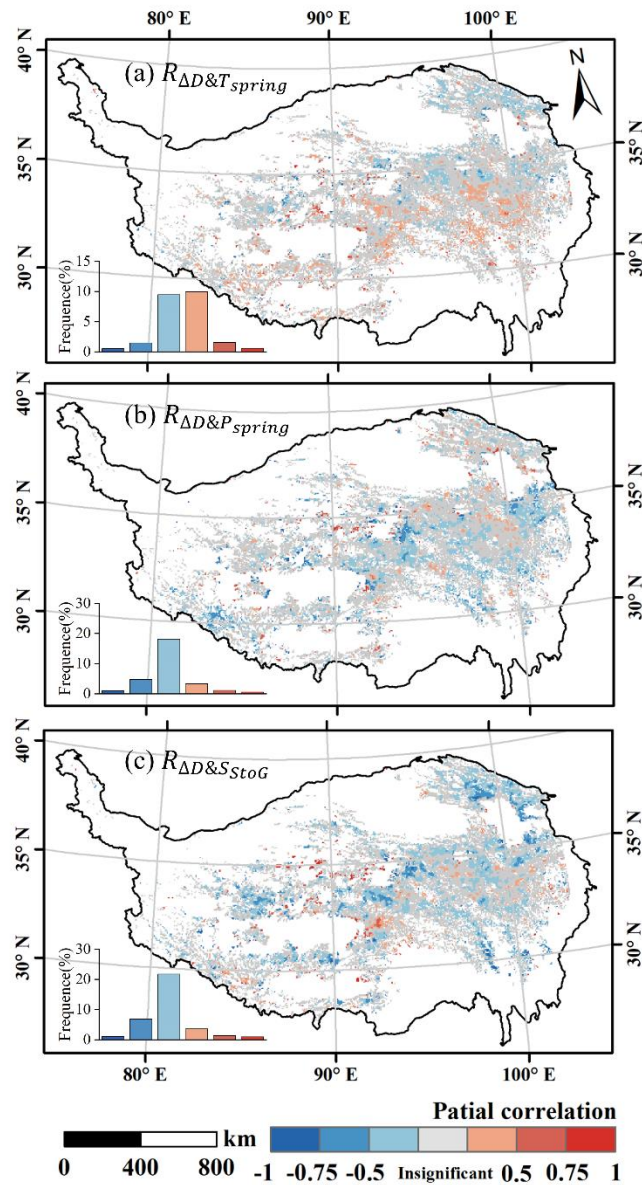 80° E 90° E 100° E
40° N
(a) RΔD&Tspring
N
35° N 35° N
30° N 30° N
Frequence(%)
15
10
5
0
40° N
(b) RΔD&Pspring
35° N 35° N
30° N 30° N
Frequence(%)
30
20
10
0
40° N
(c) RΔD&SStoG
35° N 35° N
30° N 30° N
Frequence(%)
30
20
10
0
80° E 90° E 100° E
Patial correlation
km
0 400 800
-1 -0.75 -0.5 Insignificant 0.5 0.75 1